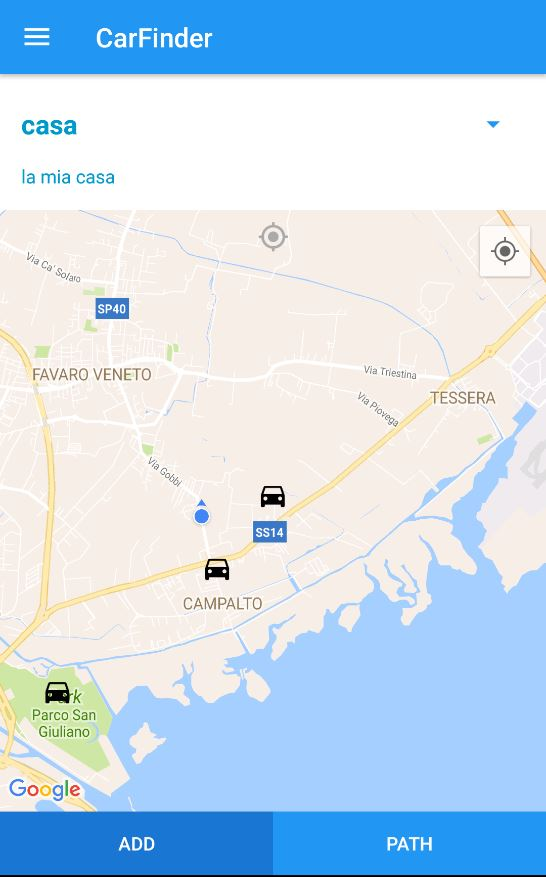 CarFinder
casa
la mia casa
Via Ca' Solaro
SP40
FAVARO VENETO
Via Triestina
TESSERA
Via Piovega
Via Gobbi
SS14
CAMPALTO
Parco San
Giuliano
Google
ADD
PATH